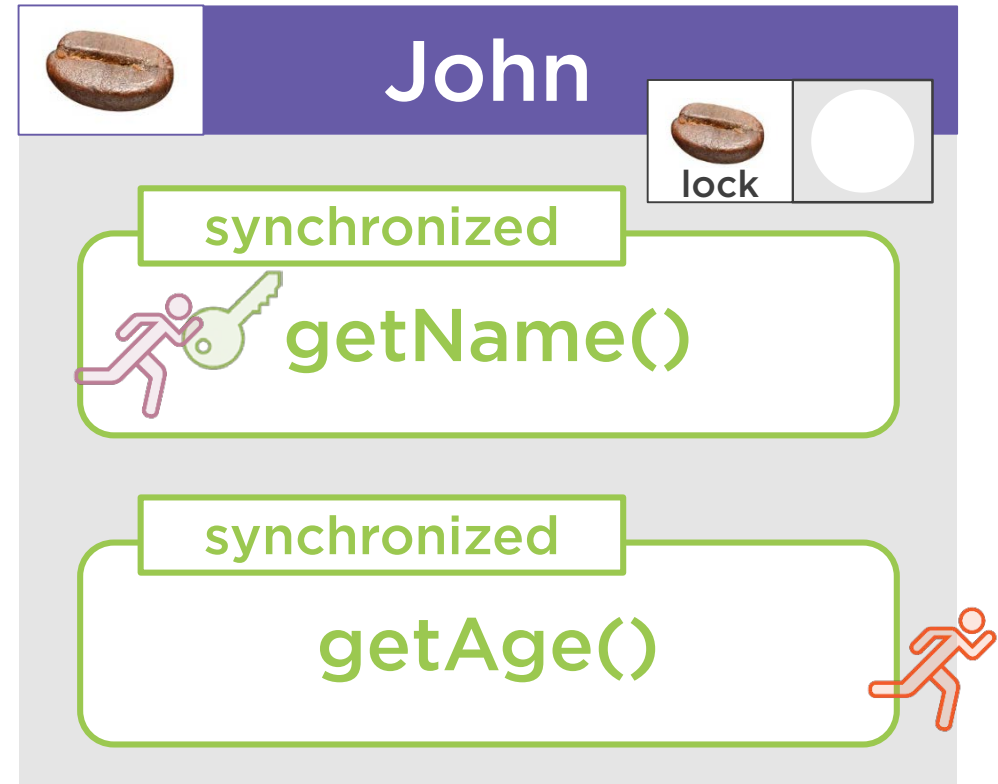 John
lock
synchronized
getName()
synchronized
getAge()